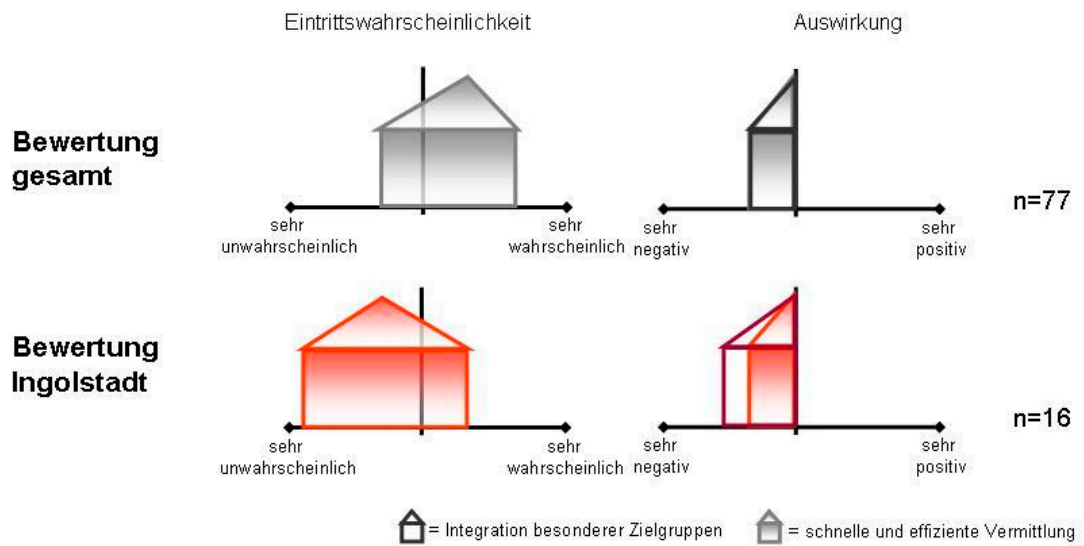 Eintrittswahrscheinlichkeit
Auswirkung
Bewertung
gesamt
n=77
sehr
unwahrscheinlich
sehr
wahrscheinlich
sehr
negativ
sehr
positiv
Bewertung
Ingolstadt
n=16
sehr
unwahrscheinlich
sehr
wahrscheinlich
sehr
negativ
sehr
positiv
= Integration besonderer Zielgruppen
= schnelle und effiziente Vermittlung